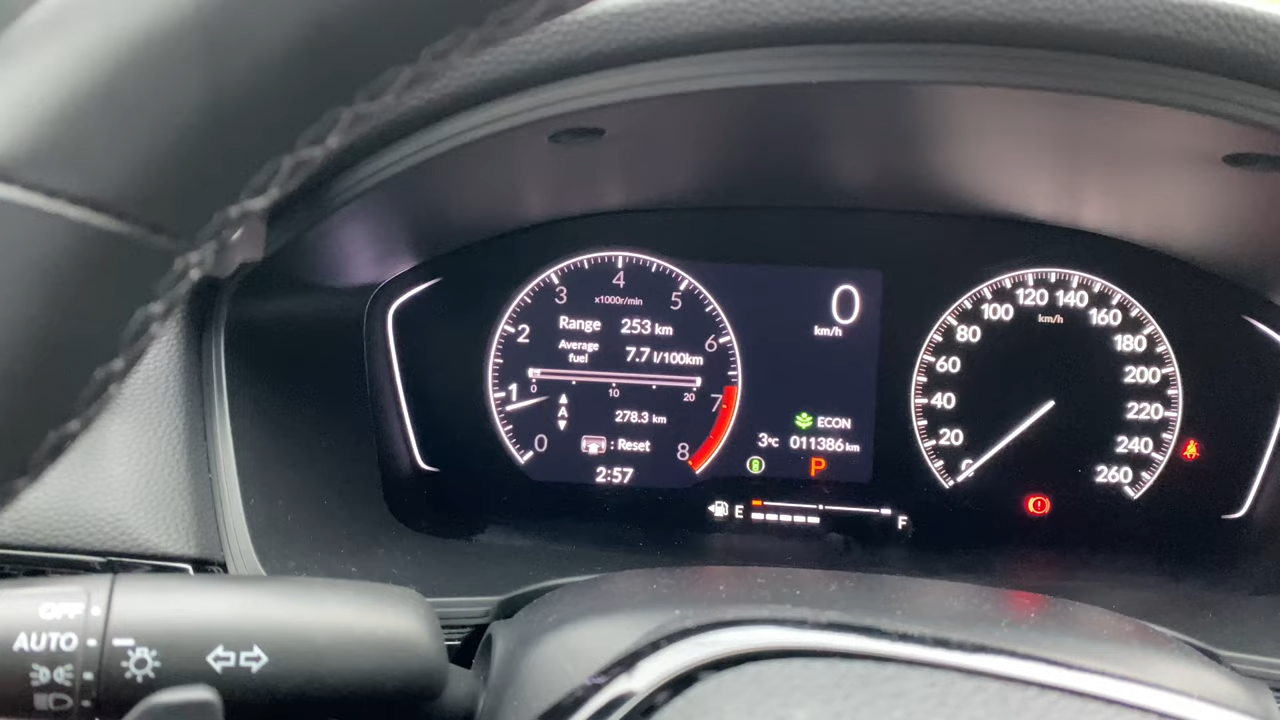 4
3 5
x1000r/min
2 6
Range 253 km
Average
fuel 7.7 l/100km
0 10 20
1 7
A 278.3 km
0 8
: Reset
2:57
0
km/h
ECON
3°C 011386 km
P
E F
120 140
100 160
km/h
80 180
60 200
40 220
20 240
0 260
OFF
AUTO